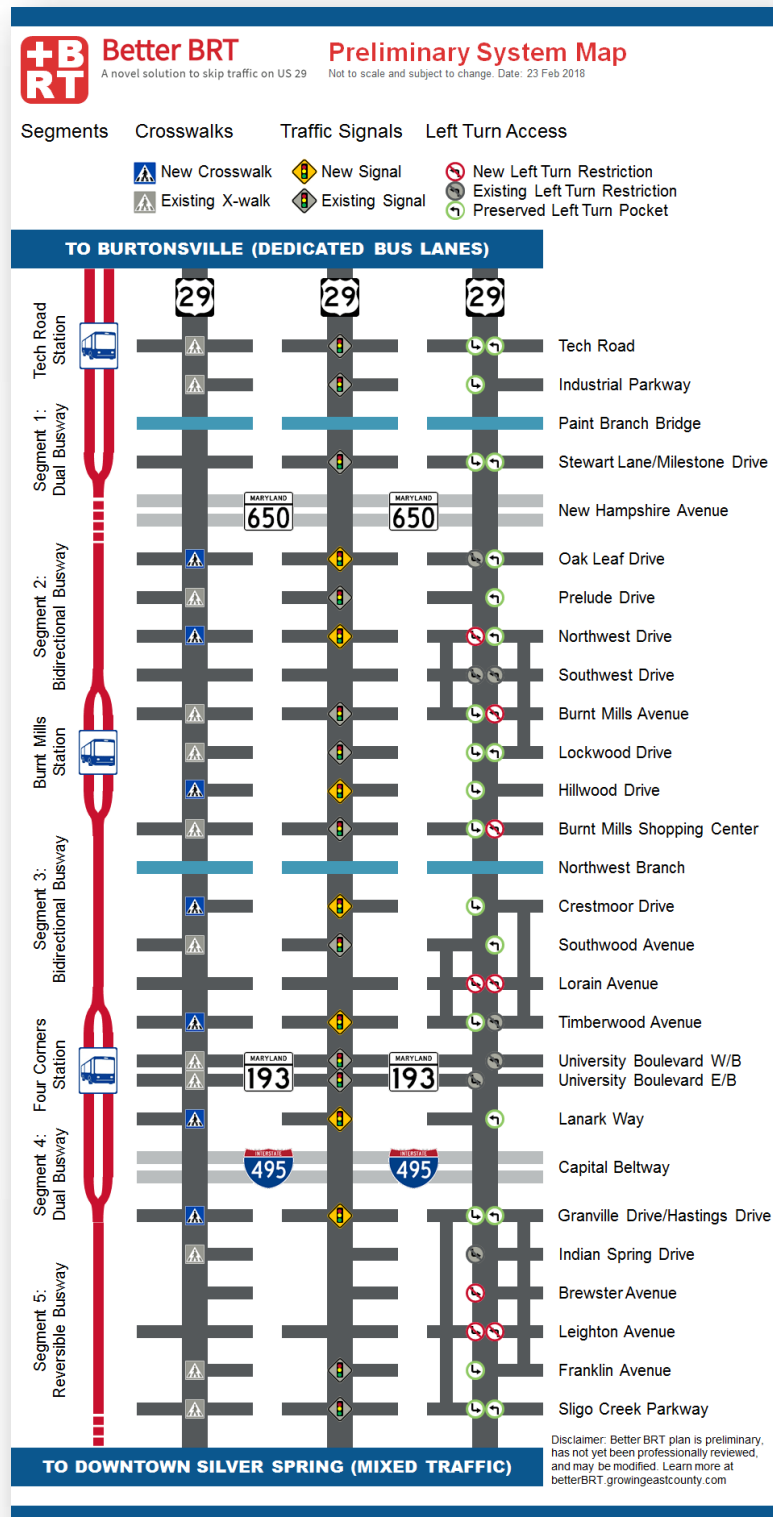 +B
RT
Better BRT
A novel solution to skip traffic on US 29
Preliminary System Map
Not to scale and subject to change. Date: 23 Feb 2018
Segments
Crosswalks
Traffic Signals
Left Turn Access
New Crosswalk
Existing X-walk
New Signal
Existing Signal
New Left Turn Restriction
Existing Left Turn Restriction
Preserved Left Turn Pocket
TO BURTONSVILLE (DEDICATED BUS LANES)
29
29
29
Tech Road
Station
Tech Road
Industrial Parkway
Segment 1:
Dual Busway
Paint Branch Bridge
Stewart Lane/Milestone Drive
MARYLAND
650
MARYLAND
650
New Hampshire Avenue
Segment 2:
Bidirectional Busway
Oak Leaf Drive
Prelude Drive
Northwest Drive
Southwest Drive
Burnt Mills Avenue
Burnt Mills
Station
Lockwood Drive
Hillwood Drive
Burnt Mills Shopping Center
Northwest Branch
Segment 3:
Bidirectional Busway
Crestmoor Drive
Southwood Avenue
Lorain Avenue
Timberwood Avenue
Four Corners
Station
MARYLAND
193
MARYLAND
193
University Boulevard W/B
University Boulevard E/B
Lanark Way
Segment 4:
Dual Busway
INTERSTATE
495
INTERSTATE
495
Capital Beltway
Granville Drive/Hastings Drive
Indian Spring Drive
Segment 5:
Reversible Busway
Brewster Avenue
Leighton Avenue
Franklin Avenue
Sligo Creek Parkway
TO DOWNTOWN SILVER SPRING (MIXED TRAFFIC)
Disclaimer: Better BRT plan is preliminary,
has not yet been professionally reviewed,
and may be modified. Learn more at
betterBRT.growingeastcounty.com